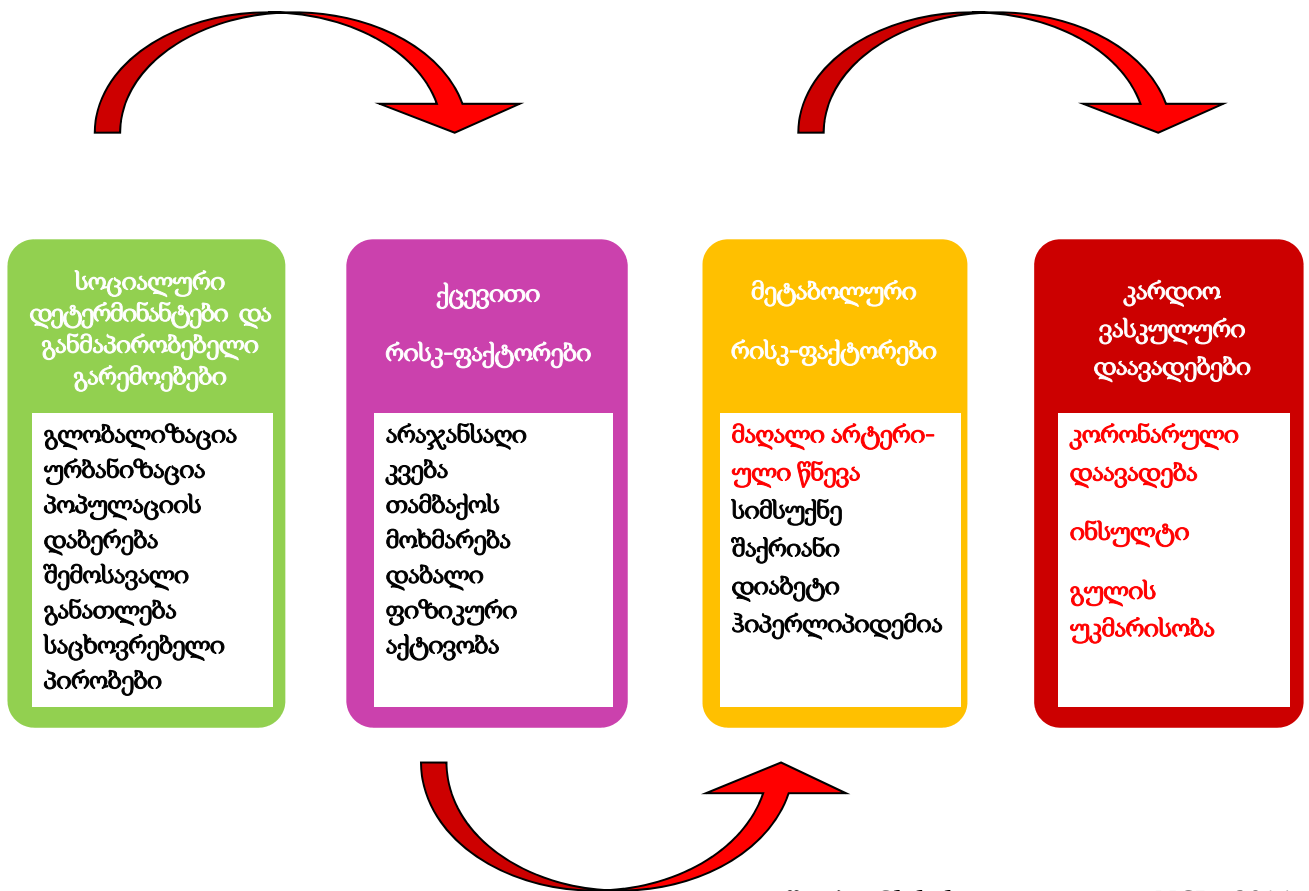 სოციალური
დეტერმინანტები და
განმაპირობებელი
გარემოებები
გლობალიზაცია
ურბანიზაცია
პოპულაციის
დაბერება
შემოსავალი
განათლება
საცხოვრებელი
პირობები
ქცევითი
რისკ-ფაქტორები
არაჯანსაღი
კვება
თამბაქოს
მოხმარება
დაბალი
ფიზიკური
აქტივობა
მეტაბოლური
რისკ-ფაქტორები
მაღალი არტერი-
ული წნევა
სიმსუქნე
შაქრიანი
დიაბეტი
ჰიპერლიპიდემია
კარდიო
ვასკულური
დაავადებები
კორონარული
დაავადება
ინსულტი
გულის
უკმარისობა